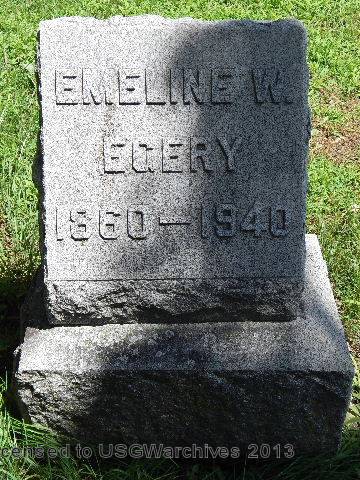 EMELINE W.
EGERY
1860–1940
censed to USGWarchives 2013